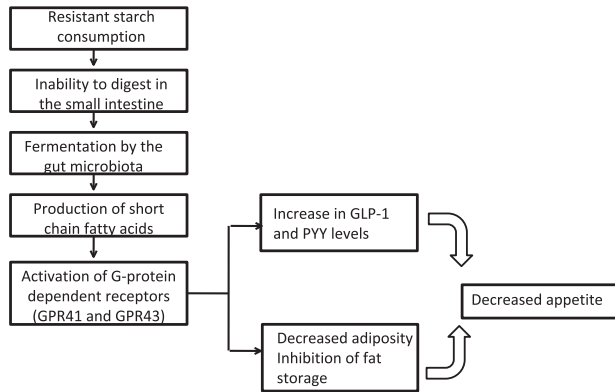 Resistant starch
consumption
Inability to digest in
the small intestine
Fermentation by the
gut microbiota
Production of short
chain fatty acids
Activation of G-protein
dependent receptors
(GPR41 and GPR43)
Increase in GLP-1
and PYY levels
Decreased adiposity
Inhibition of fat
storage
Decreased appetite